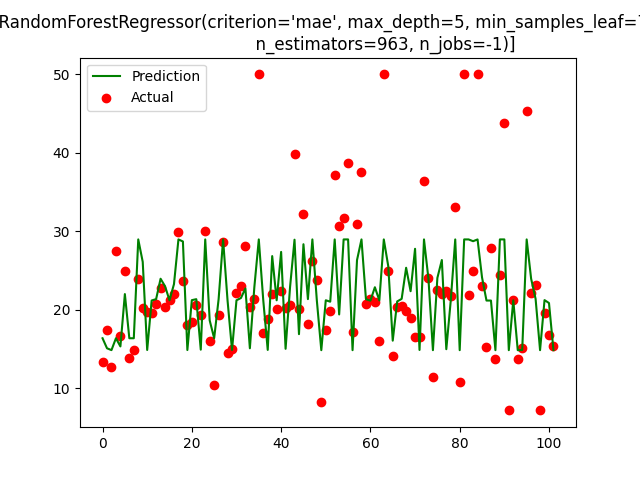 RandomForestRegressor(criterion='mae', max_depth=5, min_samples_leaf=
n_estimators=963, n_jobs=-1)]
Prediction
Actual
50
40
30
20
10
0
20
40
60
80
100